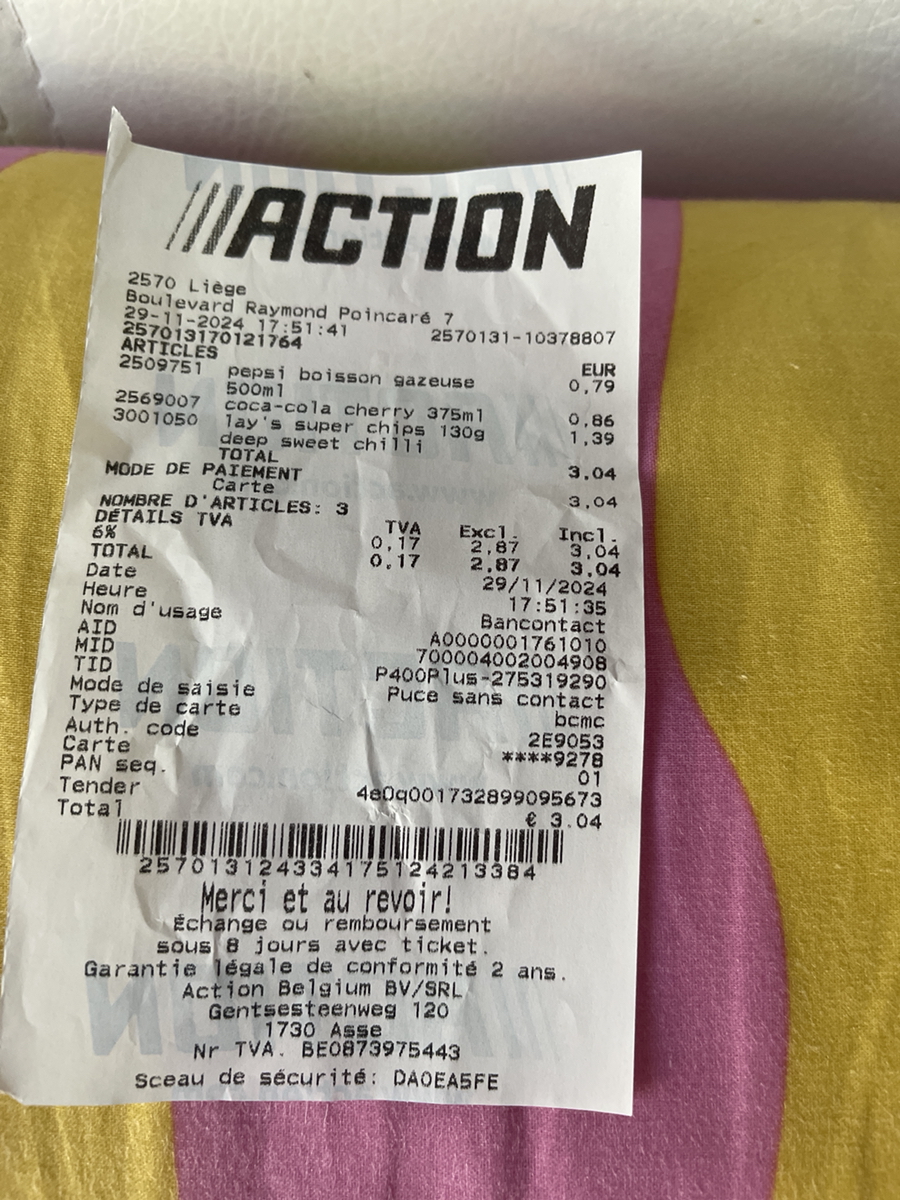 ACTION
2570 Liège
Boulevard Raymond Poincaré 7
29-11-2024 17:51:41 2570131-10378807
257013170121764
ARTICLES EUR
2509751 pepsi boisson gazeuse 0,79
500ml
2569007 coca-cola cherry 375ml 0,86
3001050 lay's super chips 130g 1,39
deep sweet chilli
TOTAL 3,04
MODE DE PAIEMENT
Carte 3,04
NOMBRE D'ARTICLES: 3
DÉTAILS TVA TVA Excl. Incl.
6% 0,17 2,87 3,04
TOTAL 0,17 2,87 3,04
Date 29/11/2024
Heure 17:51:35
Nom d'usage Bancontact
AID A0000001761010
MID 700004002004908
TID P400Plus-275319290
Mode de saisie Puce sans contact
Type de carte bcmc
Auth. code 2E9053
Carte ****9278
PAN seq. 01
Tender 4e0q001732899095673
Total € 3.04
257013124334175124213384
Merci et au revoir!
Échange ou remboursement
sous 8 jours avec ticket.
Garantie légale de conformité 2 ans.
Action Belgium BV/SRL
Gentsesteenweg 120
1730 Asse
Nr TVA. BE0873975443
Sceau de sécurité: DA0EA5FE